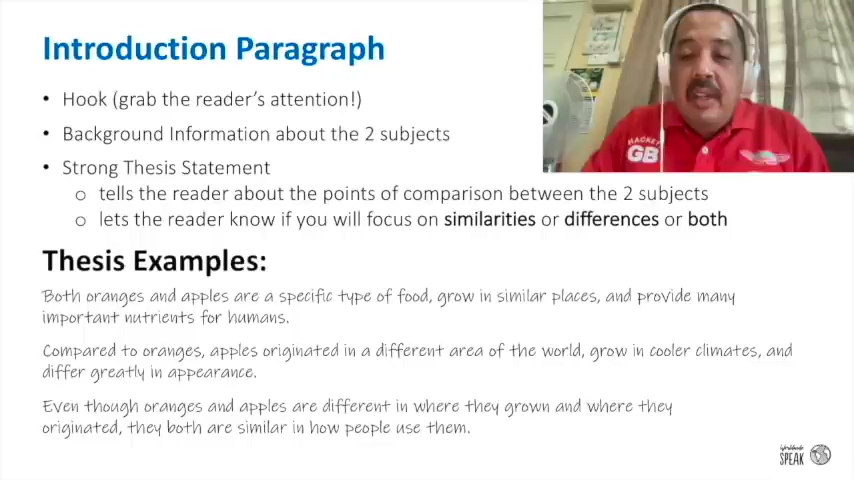 Introduction Paragraph
• Hook (grab the reader's attention!)
• Background Information about the 2 subjects
• Strong Thesis Statement
o tells the reader about the points of comparison between the 2 subjects
o lets the reader know if you will focus on similarities or differences or both
Thesis Examples:
Both oranges and apples are a specific type of food, grow in similar places, and provide many
important nutrients for humans.
Compared to oranges, apples originated in a different area of the world, grow in cooler climates, and
differ greatly in appearance.
Even though oranges and apples are different in where they grown and where they
originated, they both are similar in how people use them.
HACKET
GB
SPEAK